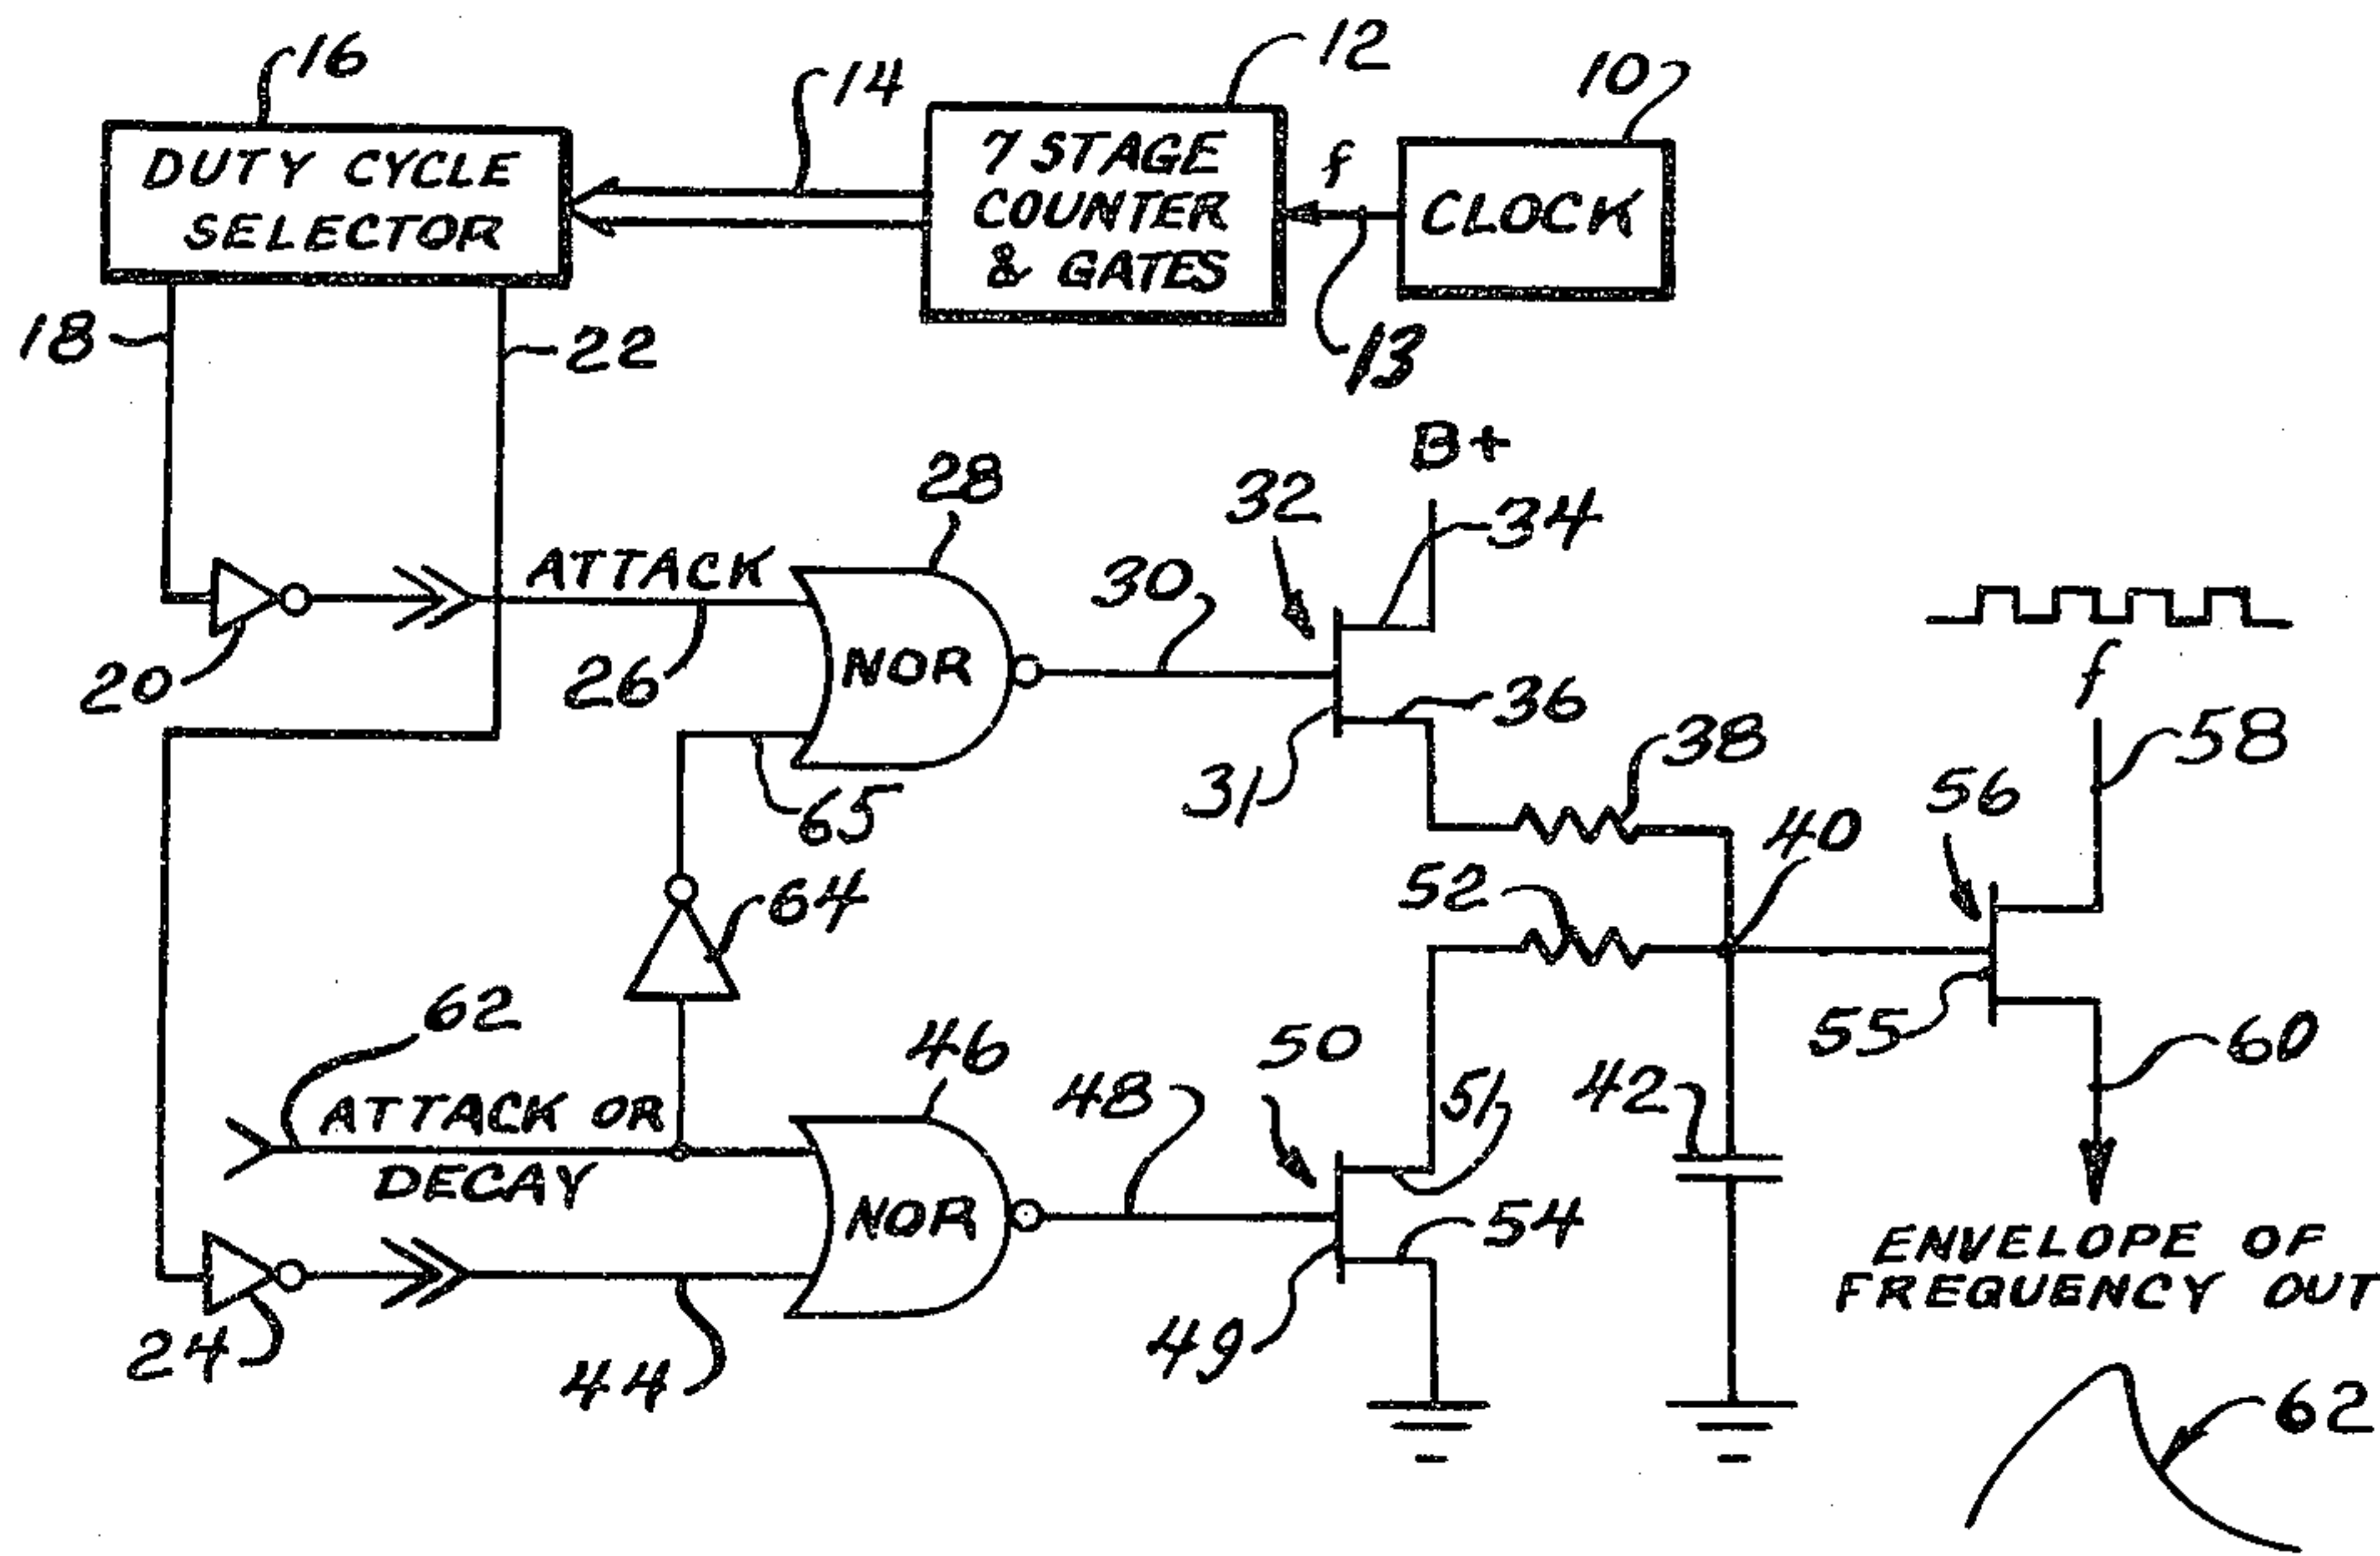 16
14
12
10
DUTY CYCLE
SELECTOR
7 STAGE
COUNTER
& GATES
f
CLOCK
18
22
13
B+
28
32
34
ATTACK
30
20
26
NOR
36
f
31
38
58
65
56
40
52
64
62
46
50
55
60
ATTACK OR
DECAY
48
51
42
NOR
54
ENVELOPE OF
FREQUENCY OUT
24
44
49
62